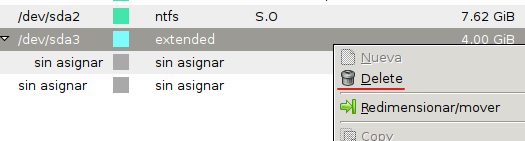 /dev/sda2 ntfs S.O 7.62 GiB
/dev/sda3 extended 4.00 GiB
sin asignar sin asignar
sin asignar sin asignar
Nueva
Delete
Redimensionar/mover
Copy